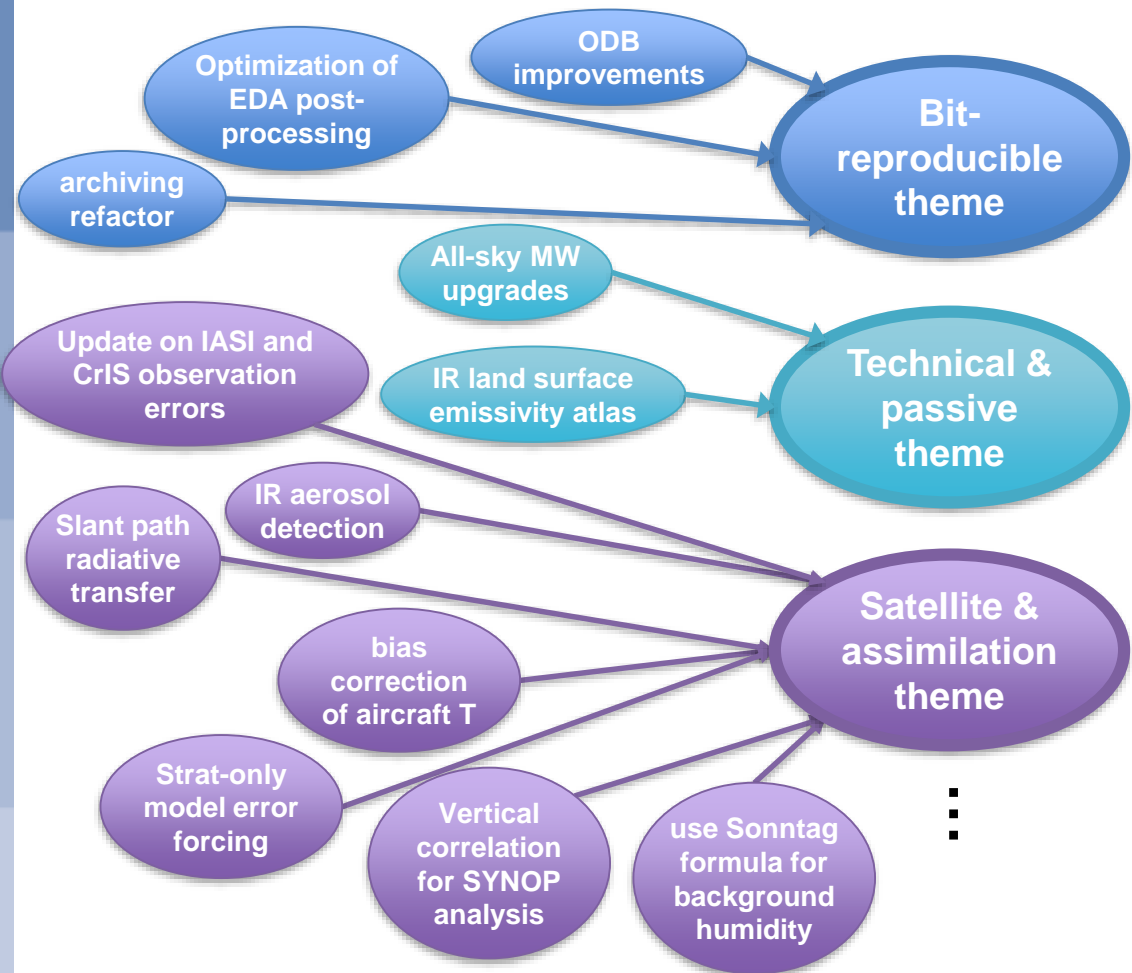 ODB
improvements
Optimization of
EDA post-
processing
Bit-
reproducible
theme
archiving
refactor
All-sky MW
upgrades
Update on IASI and
CrIS observation
errors
IR land surface
emissivity atlas
Technical &
passive
theme
IR aerosol
detection
Slant path
radiative
transfer
Satellite &
assimilation
theme
bias
correction
of aircraft T
Strat-only
model error
forcing
Vertical
correlation
for SYNOP
analysis
use Sonntag
formula for
background
humidity